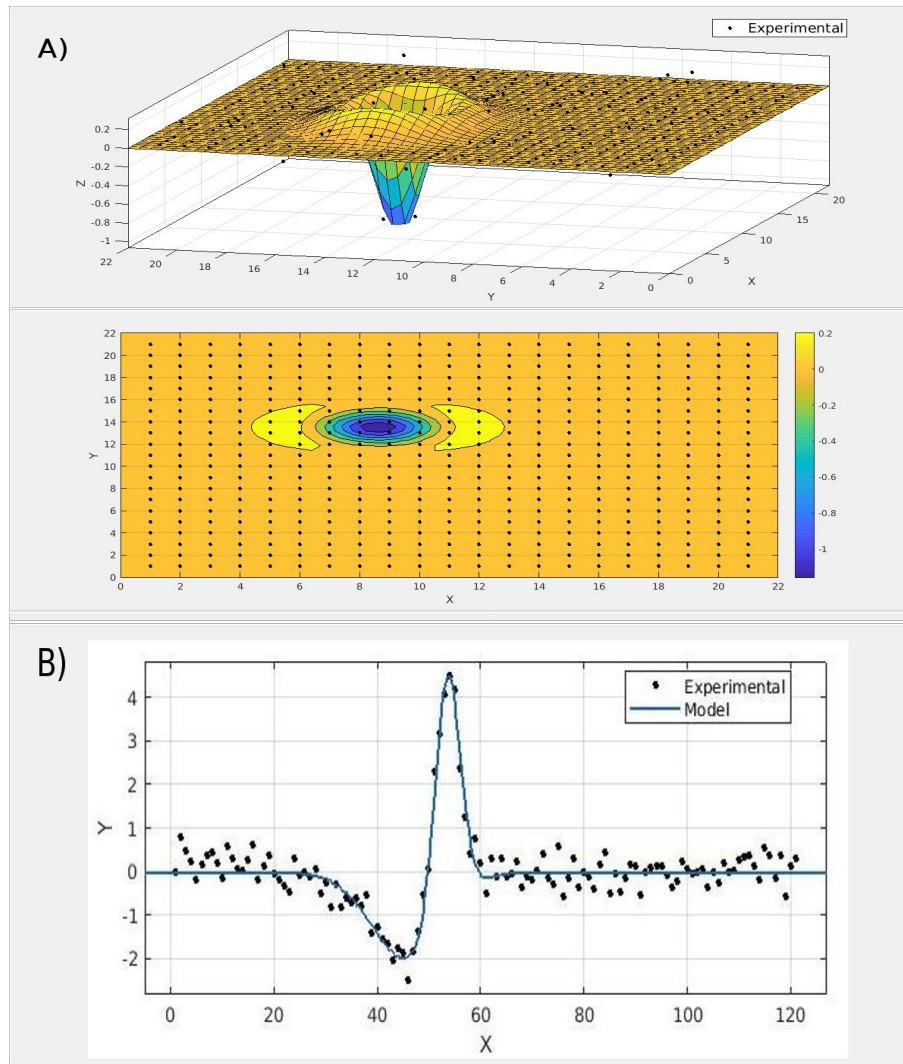 A)
Experimental
0.2
0
-0.2
-0.4
-0.6
-0.8
-1
Z
22 20 18 16 14 12 10 8 6 4 2 0
Y
0 5 10 15 20
X
22
20
18
16
14
12
10
8
6
4
2
0
Y
0 2 4 6 8 10 12 14 16 18 20 22
X
0.2
0
-0.2
-0.4
-0.6
-0.8
-1
B)
Experimental
Model
4
3
2
1
0
-1
-2
Y
0 20 40 60 80 100 120
X